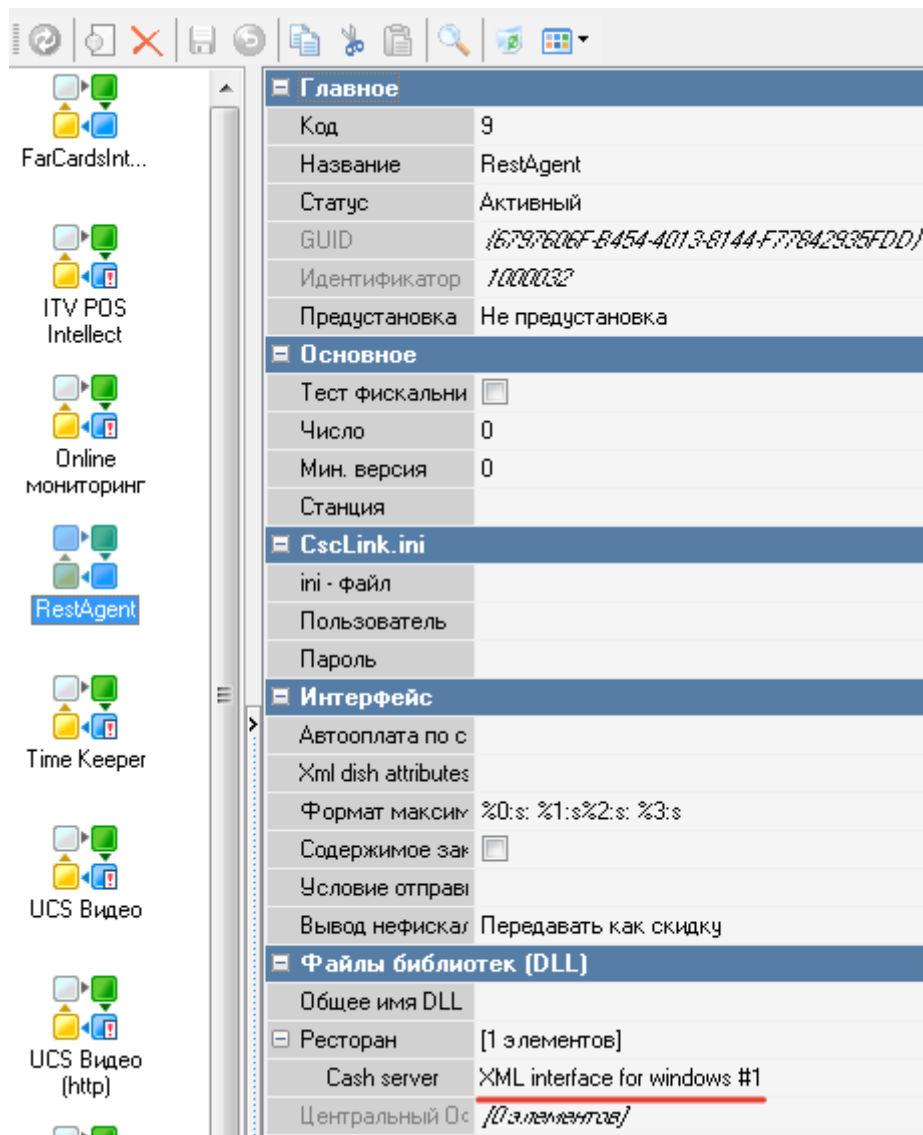 FarCardsInt...
ITV POS
Intellect
Online
мониторинг
RestAgent
Time Keeper
UCS Видео
UCS Видео
(http)
Главное
Код 9
Название RestAgent
Статус Активный
GUID {6797606F-B454-4013-8144-F77842935FDD}
Идентификатор 1000032
Предустановка Не предустановка
Основное
Тест фискальни
Число 0
Мин. версия 0
Станция
CscLink.ini
ini - файл
Пользователь
Пароль
Интерфейс
Автооплата по с
Xml dish attributes
Формат максим %0:s: %1:s%2:s: %3:s
Содержимое зак
Условие отправи
Вывод нефискал Передавать как скидку
Файлы библиотек (DLL)
Общее имя DLL
Ресторан [1 элементов]
Cash server XML interface for windows #1
Центральный Ос [0 элементов]